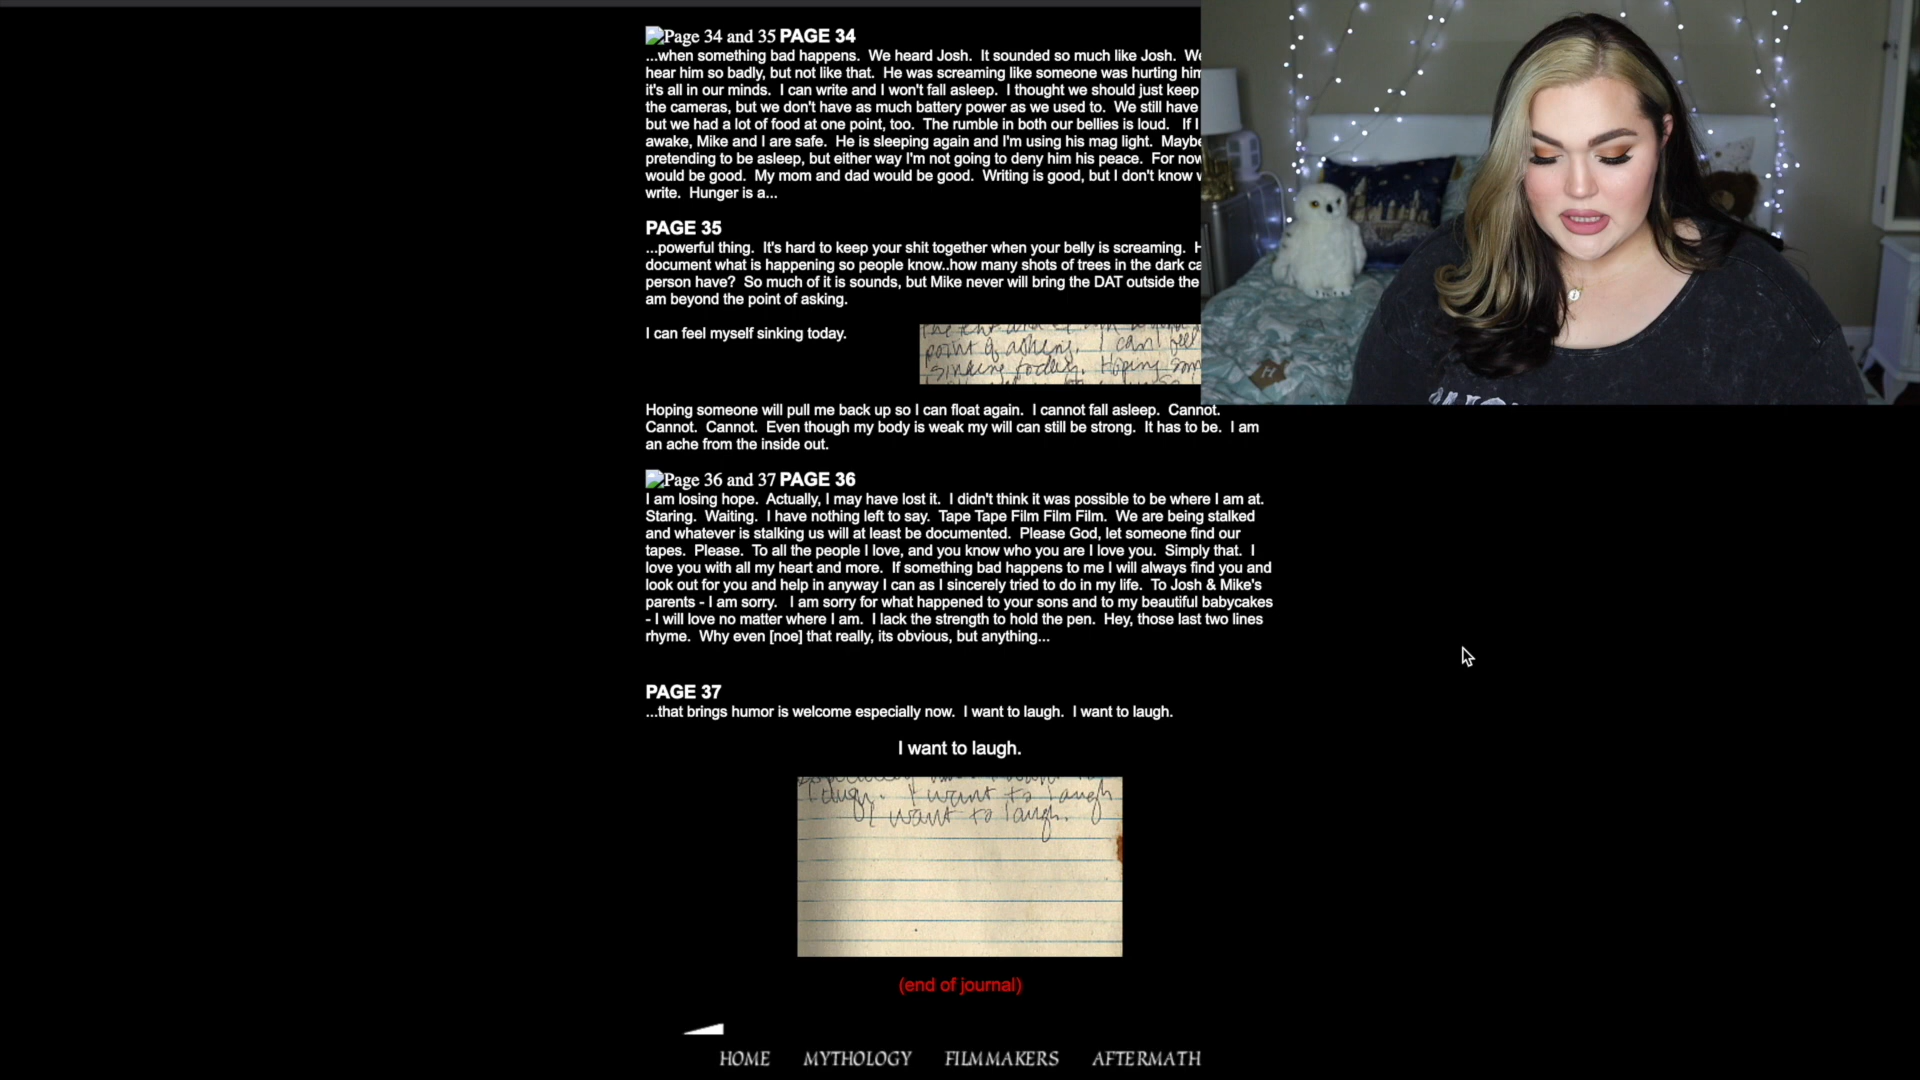 Page 34 and 35 PAGE 34
...when something bad happens. We heard Josh. It sounded so much like Josh. We
hear him so badly, but not like that. He was screaming like someone was hurting him
it's all in our minds. I can write and I won't fall asleep. I thought we should just keep
the cameras, but we don't have as much battery power as we used to. We still have
but we had a lot of food at one point, too. The rumble in both our bellies is loud. If I
awake, Mike and I are safe. He is sleeping again and I'm using his mag light. Maybe
pretending to be asleep, but either way I'm not going to deny him his peace. For now
would be good. My mom and dad would be good. Writing is good, but I don't know
write. Hunger is a...
PAGE 35
...powerful thing. It's hard to keep your shit together when your belly is screaming.
document what is happening so people know..how many shots of trees in the dark
person have? So much of it is sounds, but Mike never will bring the DAT outside the
am beyond the point of asking.
I can feel myself sinking today.
point of asking. I can feel
sinking today. Hoping
Hoping someone will pull me back up so I can float again. I cannot fall asleep. Cannot.
Cannot. Cannot. Even though my body is weak my will can still be strong. It has to be. I am
an ache from the inside out.
Page 36 and 37 PAGE 36
I am losing hope. Actually, I may have lost it. I didn't think it was possible to be where I am at.
Staring. Waiting. I have nothing left to say. Tape Tape Film Film Film. We are being stalked
and whatever is stalking us will at least be documented. Please God, let someone find our
tapes. Please. To all the people I love, and you know who you are I love you. Simply that. I
love you with all my heart and more. If something bad happens to me I will always find you and
look out for you and help in anyway I can as I sincerely tried to do in my life. To Josh & Mike's
parents - I am sorry. I am sorry for what happened to your sons and to my beautiful babycakes
- I will love no matter where I am. I lack the strength to hold the pen. Hey, those last two lines
rhyme. Why even [noe] that really, its obvious, but anything...
PAGE 37
...that brings humor is welcome especially now. I want to laugh. I want to laugh.
I want to laugh.
laugh. I want to laugh
I want to laugh.
(end of journal)
HOME MYTHOLOGY FILMMAKERS AFTERMATH